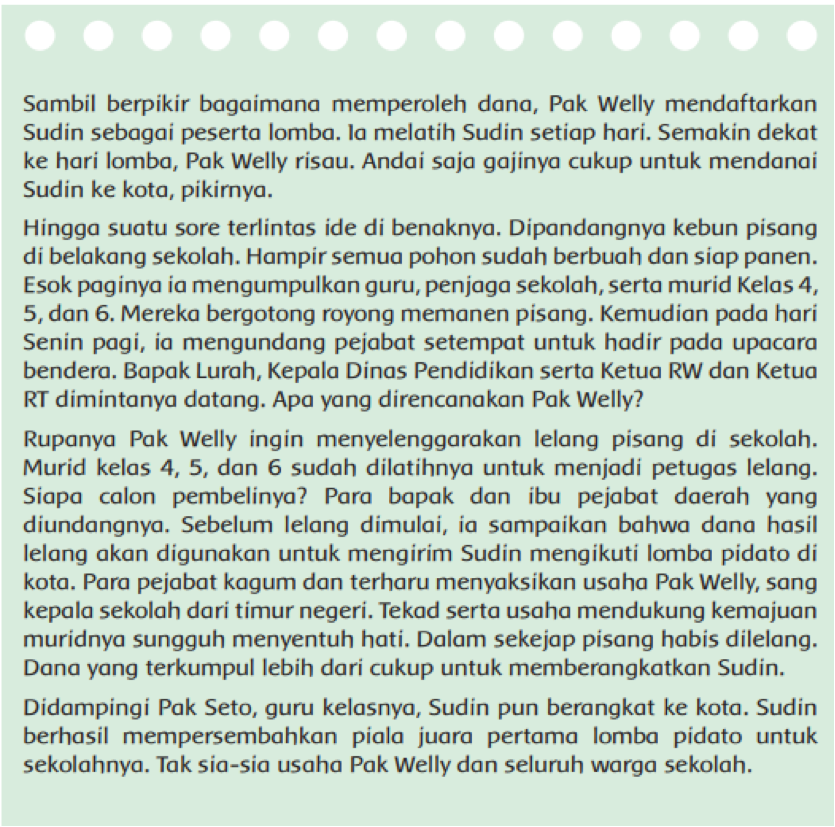 Sambil berpikir bagaimana memperoleh dana, Pak Welly mendaftarkan
Sudin sebagai peserta lomba. Ia melatih Sudin setiap hari. Semakin dekat
ke hari lomba, Pak Welly risau. Andai saja gajinya cukup untuk mendanai
Sudin ke kota, pikirnya.
Hingga suatu sore terlintas ide di benaknya. Dipandangnya kebun pisang
di belakang sekolah. Hampir semua pohon sudah berbuah dan siap panen.
Esok paginya ia mengumpulkan guru, penjaga sekolah, serta murid Kelas 4,
5, dan 6. Mereka bergotong royong memanen pisang. Kemudian pada hari
Senin pagi, ia mengundang pejabat setempat untuk hadir pada upacara
bendera. Bapak Lurah, Kepala Dinas Pendidikan serta Ketua RW dan Ketua
RT dimintanya datang. Apa yang direncanakan Pak Welly?
Rupanya Pak Welly ingin menyelenggarakan lelang pisang di sekolah.
Murid kelas 4, 5, dan 6 sudah dilatihnya untuk menjadi petugas lelang.
Siapa calon pembelinya? Para bapak dan ibu pejabat daerah yang
diundangnya. Sebelum lelang dimulai, ia sampaikan bahwa dana hasil
lelang akan digunakan untuk mengirim Sudin mengikuti lomba pidato di
kota. Para pejabat kagum dan terharu menyaksikan usaha Pak Welly, sang
kepala sekolah dari timur negeri. Tekad serta usaha mendukung kemajuan
muridnya sungguh menyentuh hati. Dalam sekejap pisang habis dilelang.
Dana yang terkumpul lebih dari cukup untuk memberangkatkan Sudin.
Didampingi Pak Seto, guru kelasnya, Sudin pun berangkat ke kota. Sudin
berhasil mempersembahkan piala juara pertama lomba pidato untuk
sekolahnya. Tak sia-sia usaha Pak Welly dan seluruh warga sekolah.